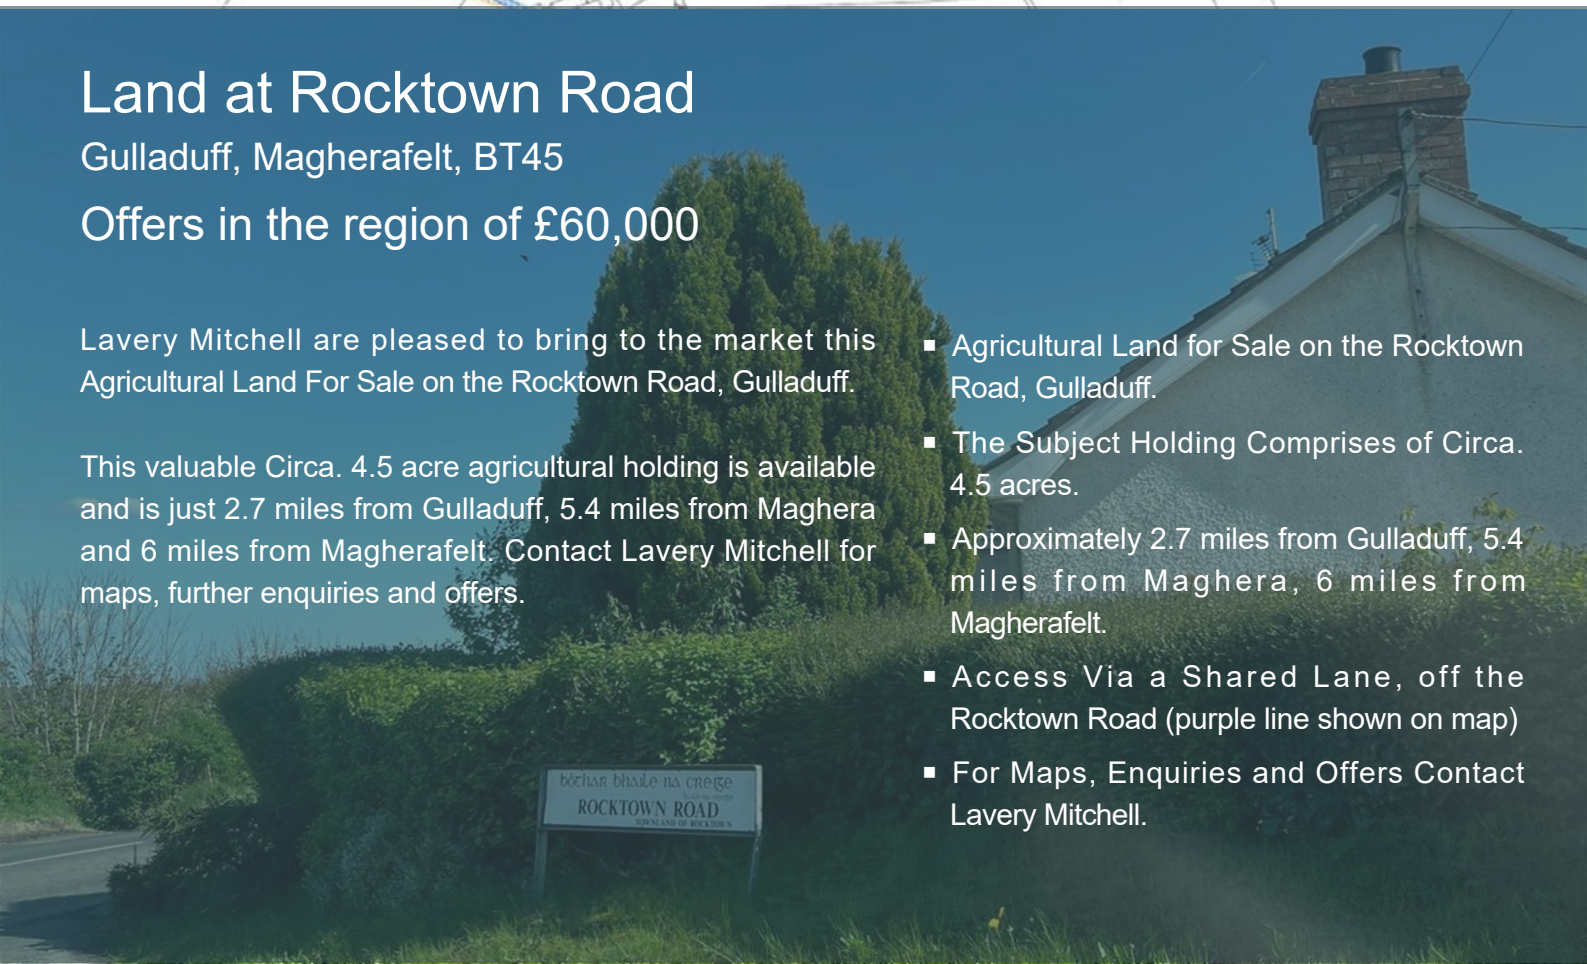 Land at Rocktown Road
Gulladuff, Magherafelt, BT45
Offers in the region of £60,000
Lavery Mitchell are pleased to bring to the market this
Agricultural Land For Sale on the Rocktown Road, Gulladuff.
This valuable Circa. 4.5 acre agricultural holding is available
and is just 2.7 miles from Gulladuff, 5.4 miles from Maghera
and 6 miles from Magherafelt. Contact Lavery Mitchell for
maps, further enquiries and offers.
▪ Agricultural Land for Sale on the Rocktown
Road, Gulladuff.
▪ The Subject Holding Comprises of Circa.
4.5 acres.
▪ Approximately 2.7 miles from Gulladuff, 5.4
miles from Maghera, 6 miles from
Magherafelt.
▪ Access Via a Shared Lane, off the
Rocktown Road (purple line shown on map)
▪ For Maps, Enquiries and Offers Contact
Lavery Mitchell.
bóthar bhaile na creige
ROCKTOWN ROAD
TOWNLAND OF ROCKTOWN